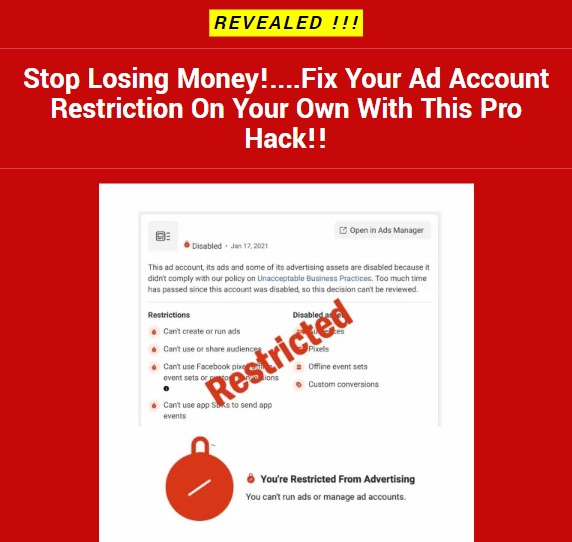 REVEALED !!!
Stop Losing Money!....Fix Your Ad Account
Restriction On Your Own With This Pro
Hack!!
Open in Ads Manager
Disabled • Jan 17, 2021
This ad account, its ads and some of its advertising assets are disabled because it
didn't comply with our policy on Unacceptable Business Practices. Too much time
has passed since this account was disabled, so this decision can't be reviewed.
Restrictions
Can't create or run ads
Can't use or share audiences
Can't use Facebook pixel,
event sets or
Can't use app SDKs to send app
events
Disabled
Pixels
Offline event sets
Custom conversions
Restricted
You're Restricted From Advertising
You can't run ads or manage ad accounts.